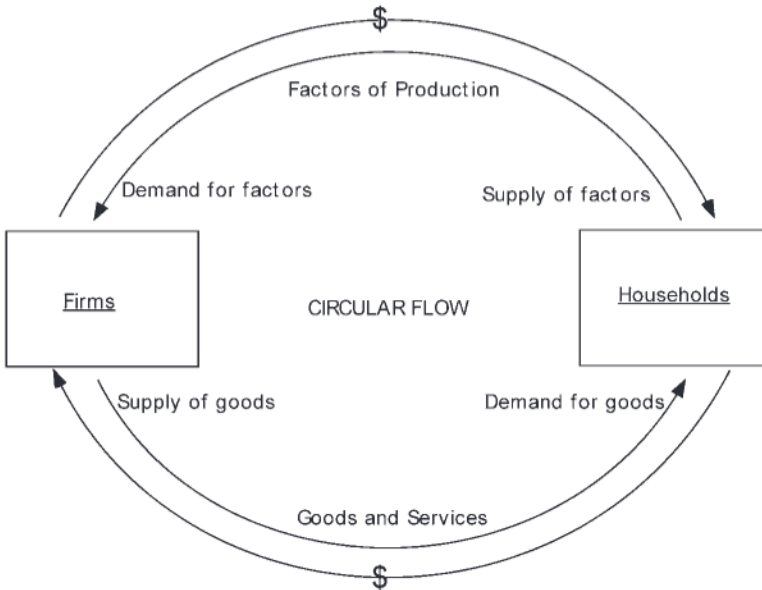 $
Factors of Production
Demand for factors
Supply of factors
Firms
CIRCULAR FLOW
Households
Supply of goods
Demand for goods
Goods and Services
$